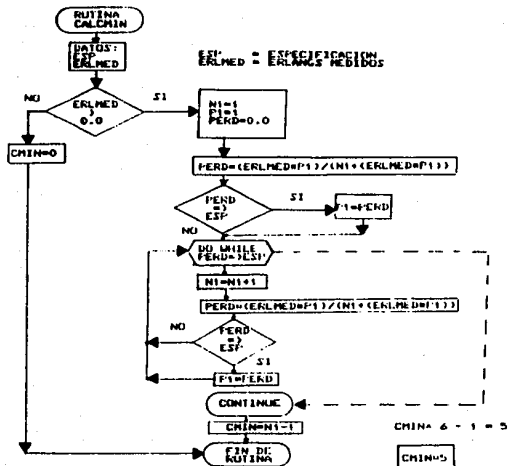 RUTINA
CALCMIN
DATOS:
ESP
ERLMED
ESP = ESPECIFICACION
ERLMED = ERLANGS MEDIDOS
NO
ERLMED
>
0.0
SI
N1=1
P1=1
PERD=0.0
CMIN=0
PERD=(ERLMED*P1)/(N1+(ERLMED*P1))
PERD
=>
ESP
SI
P1=PERD
NO
DO WHILE
PERD=>ESP
N1=N1+1
PERD=(ERLMED*P1)/(N1+(ERLMED*P1))
NO
PERD
=>
ESP
SI
P1=PERD
CONTINUE
CMIN=N1-1
CMIN= 6 - 1 = 5
FIN DE
RUTINA
CMIN=5